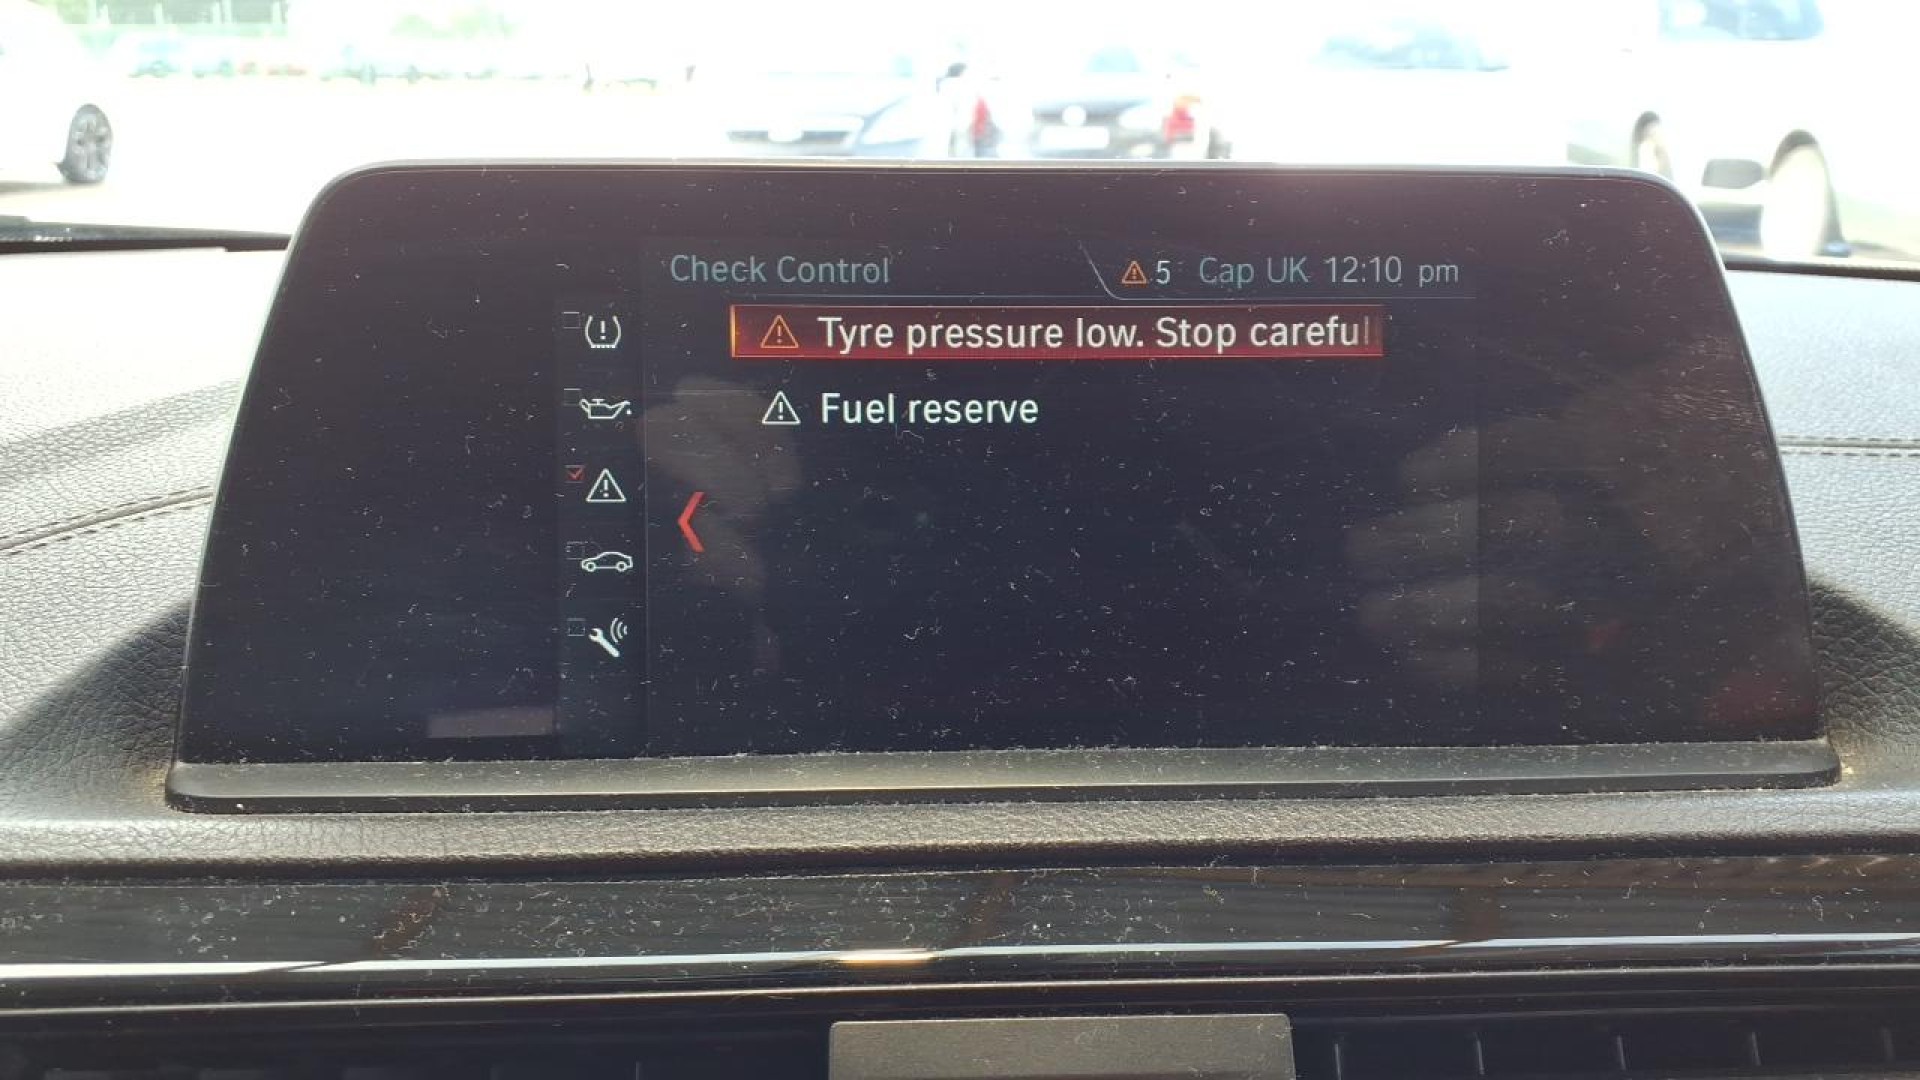 Check Control
5 Cap UK 12:10 pm
Tyre pressure low. Stop careful
Fuel reserve